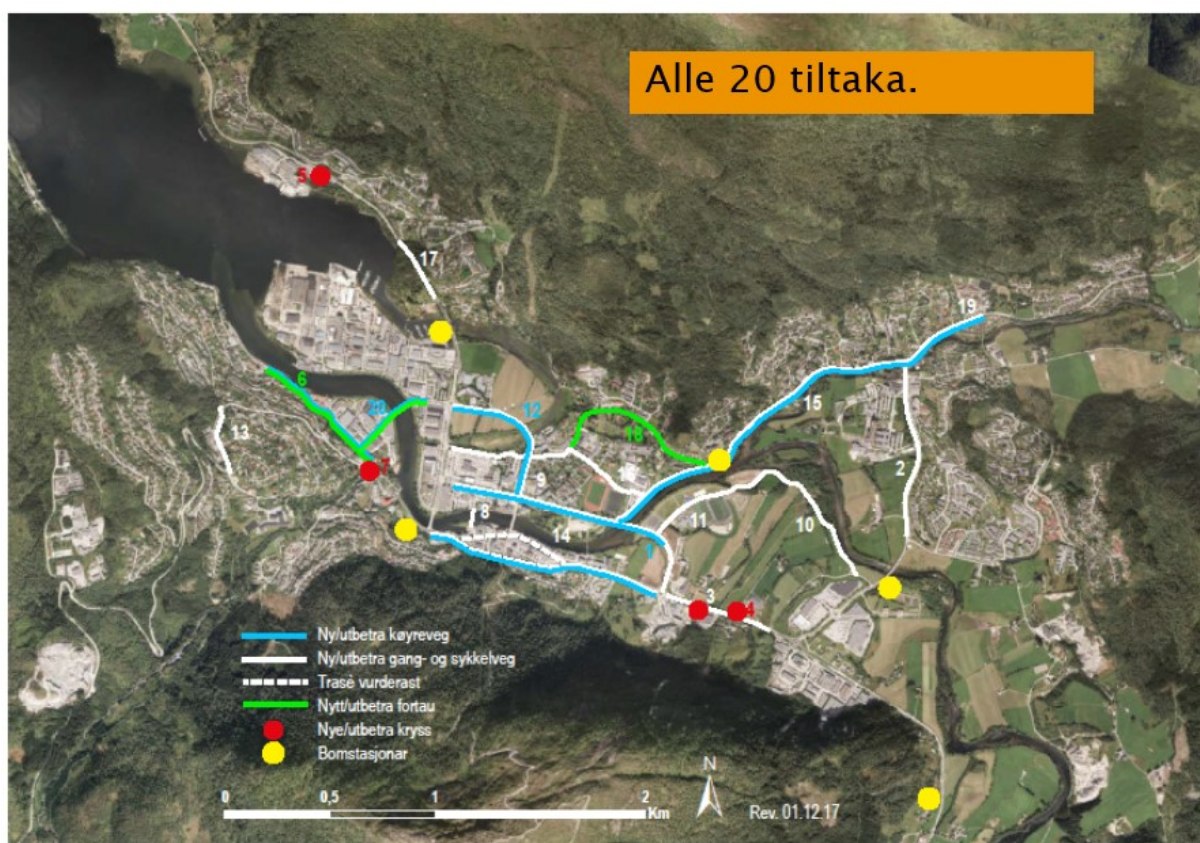 Alle 20 tiltaka.
5
17
19
6
20
12
15
13
18
7
2
9
8
11
10
14
1
3
4
Ny/utbetra køyreveg
Ny/utbetra gang- og sykkelveg
Trasè vurderast
Nytt/utbetra fortau
Nye/utbetra kryss
Bomstasjonar
N
0
0,5
1
2
Km
Rev. 01.12.17